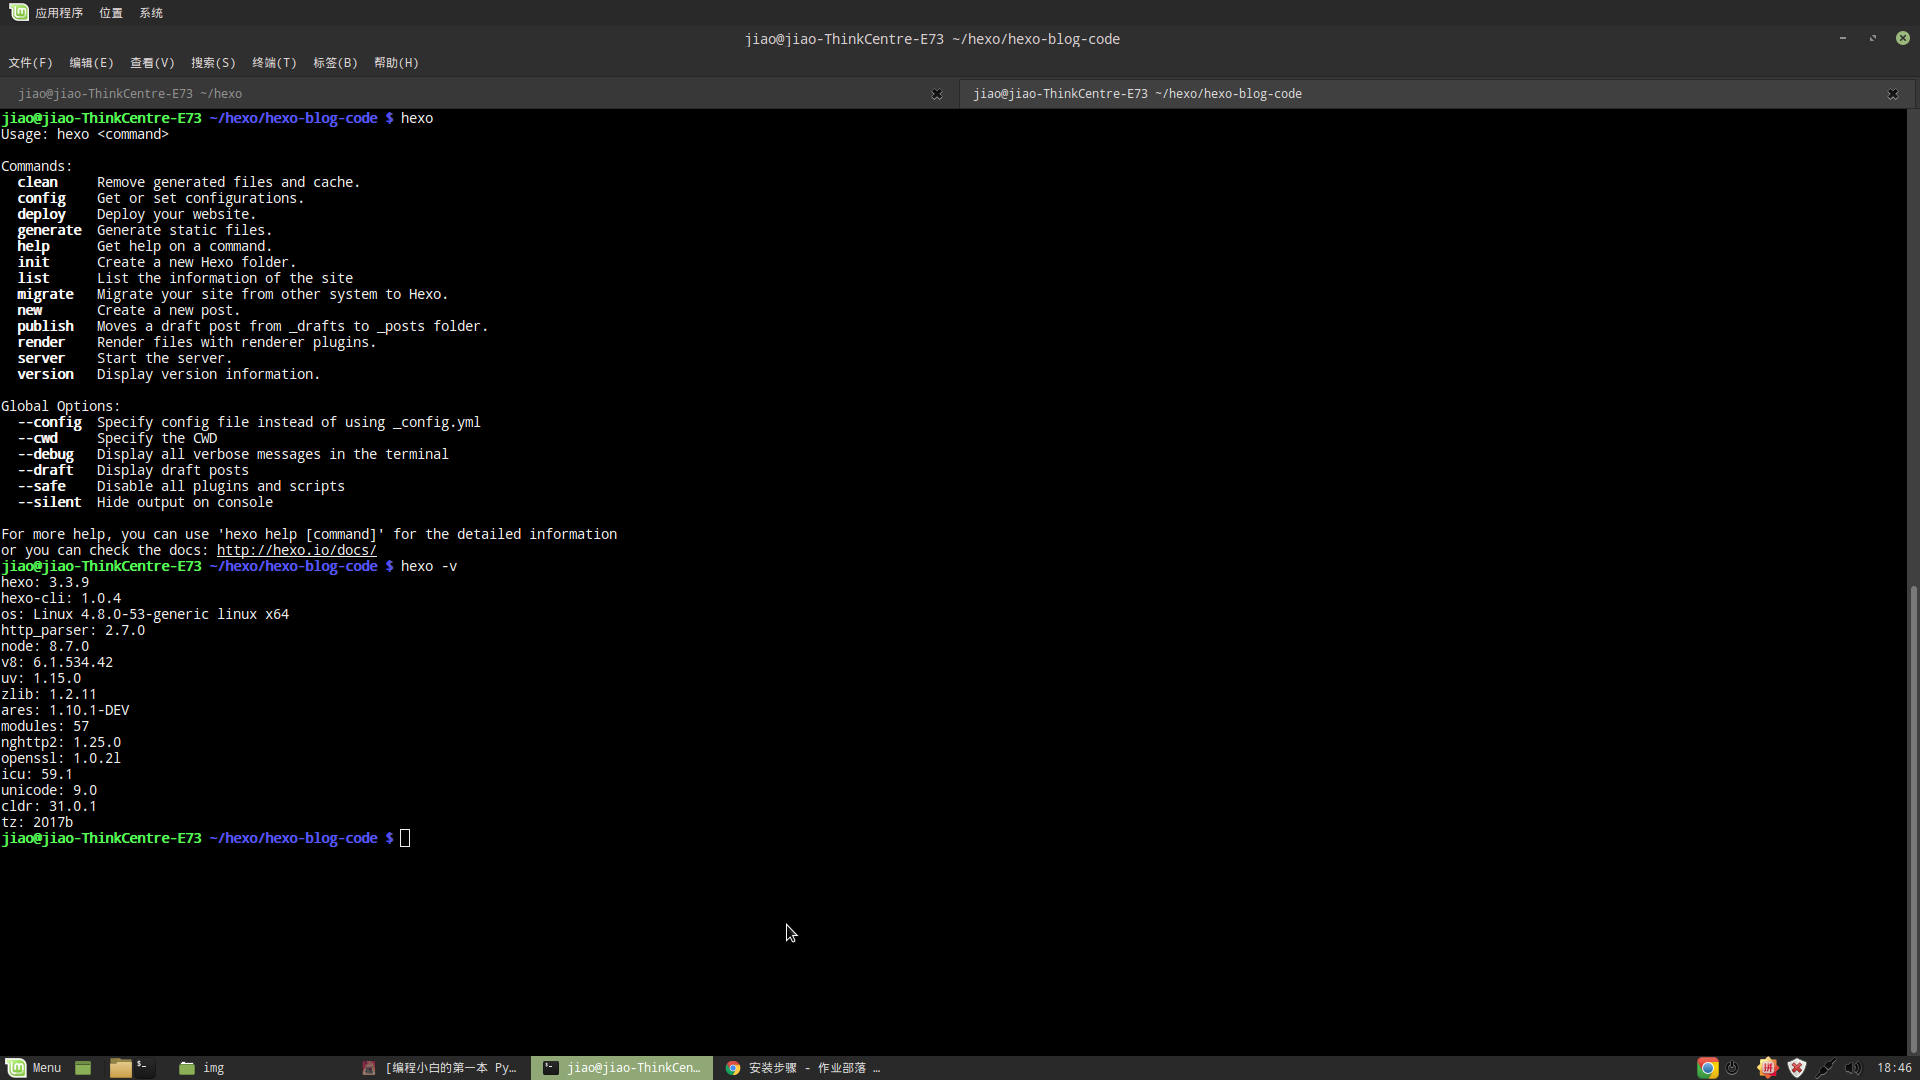 应用程序 位置 系统
jiao@jiao-ThinkCentre-E73 ~/hexo/hexo-blog-code
文件(F) 编辑(E) 查看(V) 搜索(S) 终端(T) 标签(B) 帮助(H)
jiao@jiao-ThinkCentre-E73 ~/hexo jiao@jiao-ThinkCentre-E73 ~/hexo/hexo-blog-code
jiao@jiao-ThinkCentre-E73 ~/hexo/hexo-blog-code $ hexo
Usage: hexo <command>
Commands:
clean Remove generated files and cache.
config Get or set configurations.
deploy Deploy your website.
generate Generate static files.
help Get help on a command.
init Create a new Hexo folder.
list List the information of the site
migrate Migrate your site from other system to Hexo.
new Create a new post.
publish Moves a draft post from _drafts to _posts folder.
render Render files with renderer plugins.
server Start the server.
version Display version information.
Global Options:
--config Specify config file instead of using _config.yml
--cwd Specify the CWD
--debug Display all verbose messages in the terminal
--draft Display draft posts
--safe Disable all plugins and scripts
--silent Hide output on console
For more help, you can use 'hexo help [command]' for the detailed information
or you can check the docs: http://hexo.io/docs/
jiao@jiao-ThinkCentre-E73 ~/hexo/hexo-blog-code $ hexo -v
hexo: 3.3.9
hexo-cli: 1.0.4
os: Linux 4.8.0-53-generic linux x64
http_parser: 2.7.0
node: 8.7.0
v8: 6.1.534.42
uv: 1.15.0
zlib: 1.2.11
ares: 1.10.1-DEV
modules: 57
nghttp2: 1.25.0
openssl: 1.0.2l
icu: 59.1
unicode: 9.0
cldr: 31.0.1
tz: 2017b
jiao@jiao-ThinkCentre-E73 ~/hexo/hexo-blog-code $
Menu img [编程小白的第一本 Py... jiao@jiao-ThinkCen... 安装步骤 - 作业部落 ... 拼 18:46